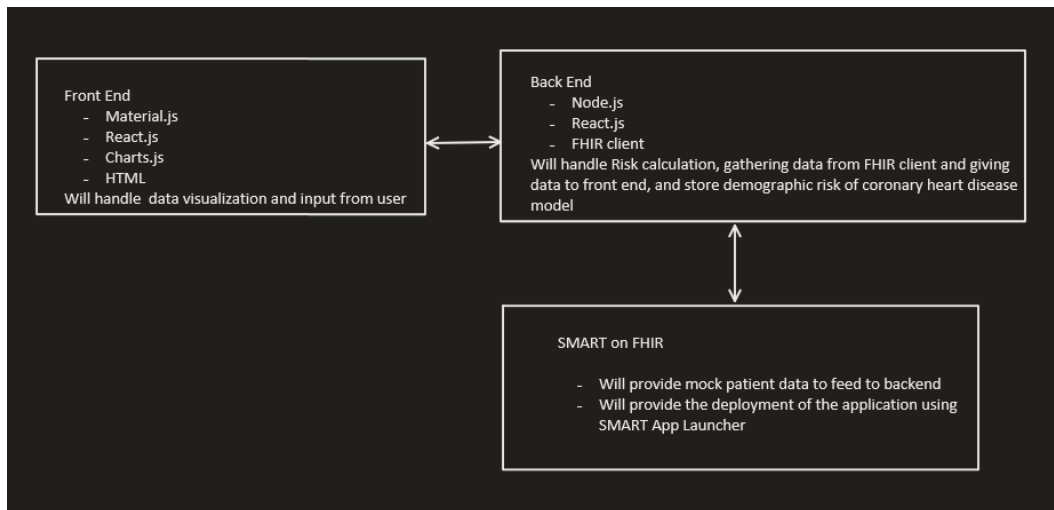 Front End
- Material.js
- React.js
- Charts.js
- HTML
Will handle data visualization and input from user
Back End
- Node.js
- React.js
- FHIR client
Will handle Risk calculation, gathering data from FHIR client and giving
data to front end, and store demographic risk of coronary heart disease
model
SMART on FHIR
- Will provide mock patient data to feed to backend
- Will provide the deployment of the application using
SMART App Launcher